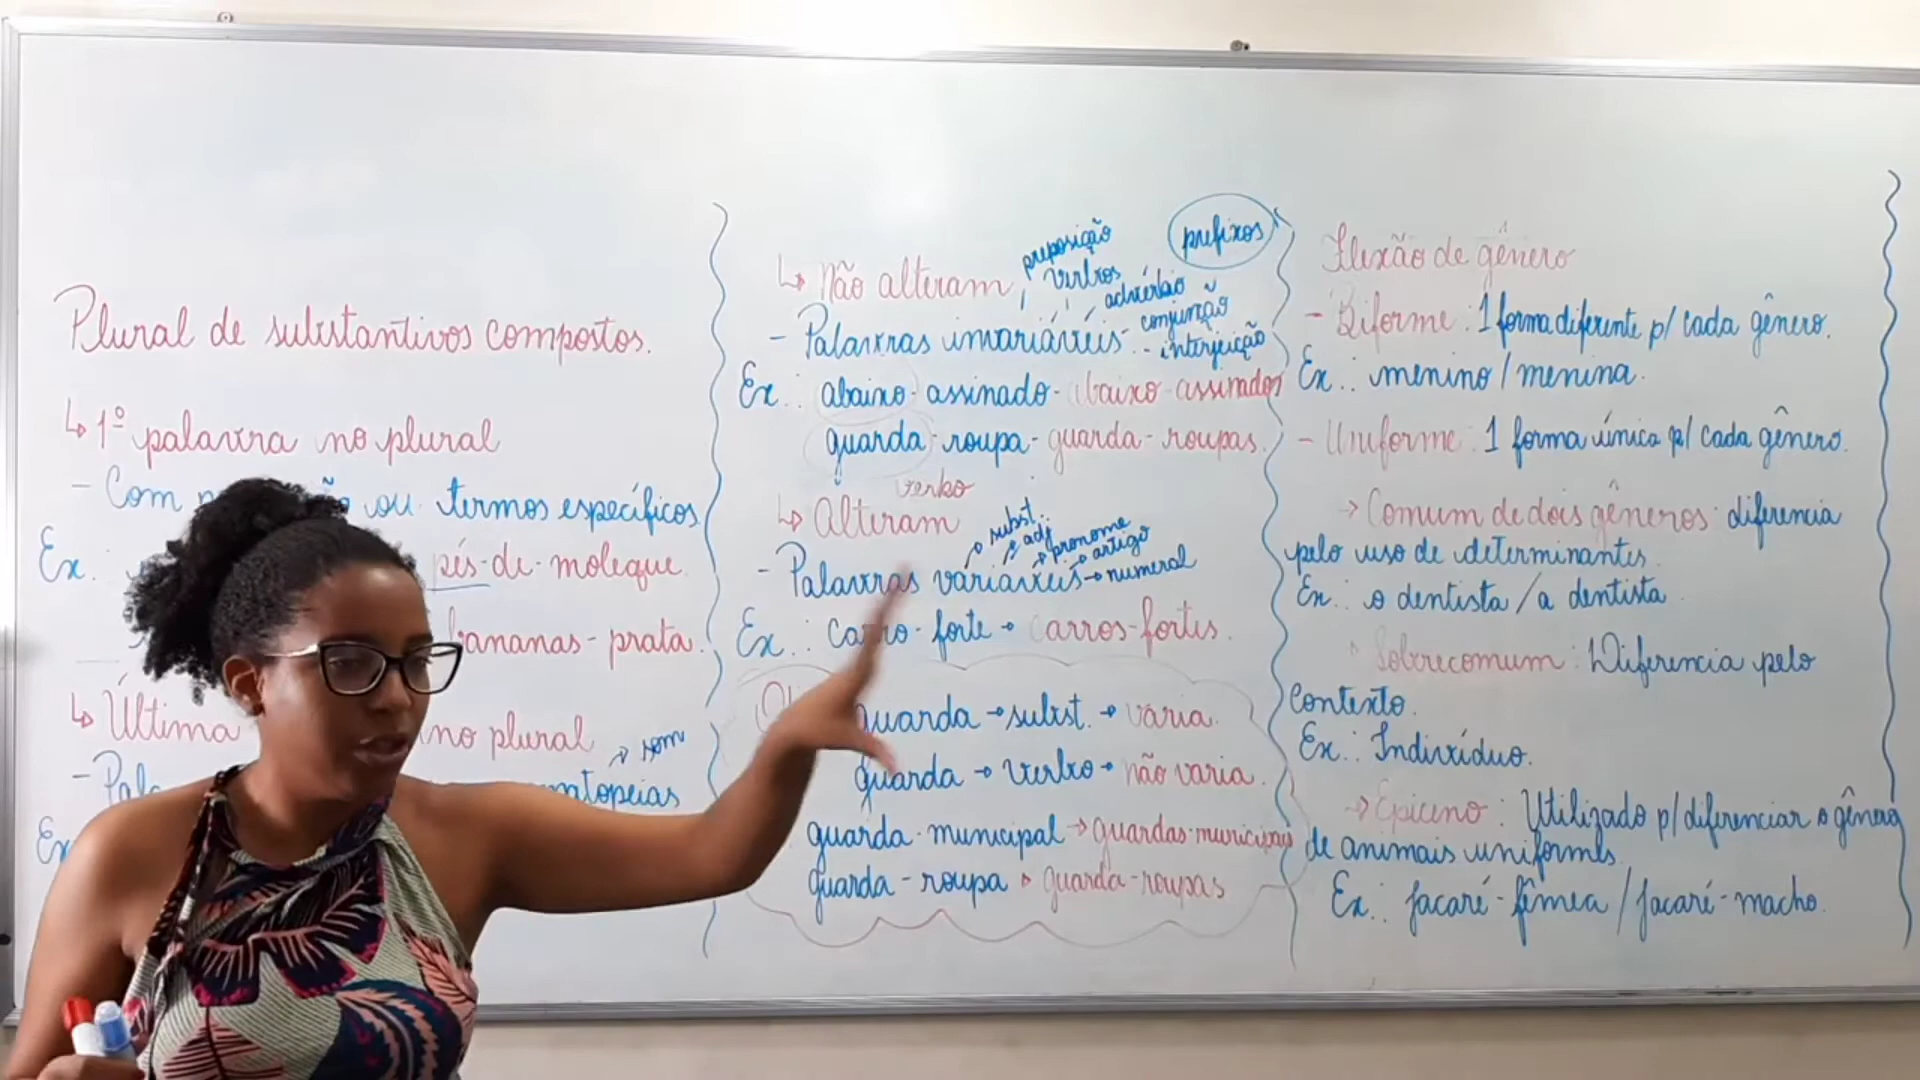 Plural de substantivos compostos.
↳ 1º palavra no plural
- Com ou termos específicos
Ex.: pés-de-moleque
bananas-prata.
↳ Última no plural
→ som
Ex
↳ Não alteram
preposição
verbos
advérbio
conjunção
- interjeição
prefixos
- Palavras invariáveis
Ex.: abaixo-assinado - abaixo-assinados
guarda-roupa - guarda-roupas.
verbo
↳ Alteram
subst.
adj
pronome
artigo
numeral
- Palavras variáveis
Ex.: carro-forte → carros-fortes.
guarda → subst. → varia.
guarda → verbo → não varia.
guarda-municipal → guardas-municipais
guarda-roupa → guarda-roupas
Flexão de gênero
- Biforme: 1 forma diferente p/ cada gênero.
Ex.: menino/menina.
- Uniforme: 1 forma única p/ cada gênero.
→ Comum de dois gêneros: diferencia
pelo uso de determinantes.
Ex.: o dentista/a dentista
Sobrecomum: Diferencia pelo
contexto.
Ex.: Indivíduo.
→ Epiceno: Utilizado p/ diferenciar o gênero
de animais uniformes.
Ex.: jacaré-fêmea/jacaré-macho.